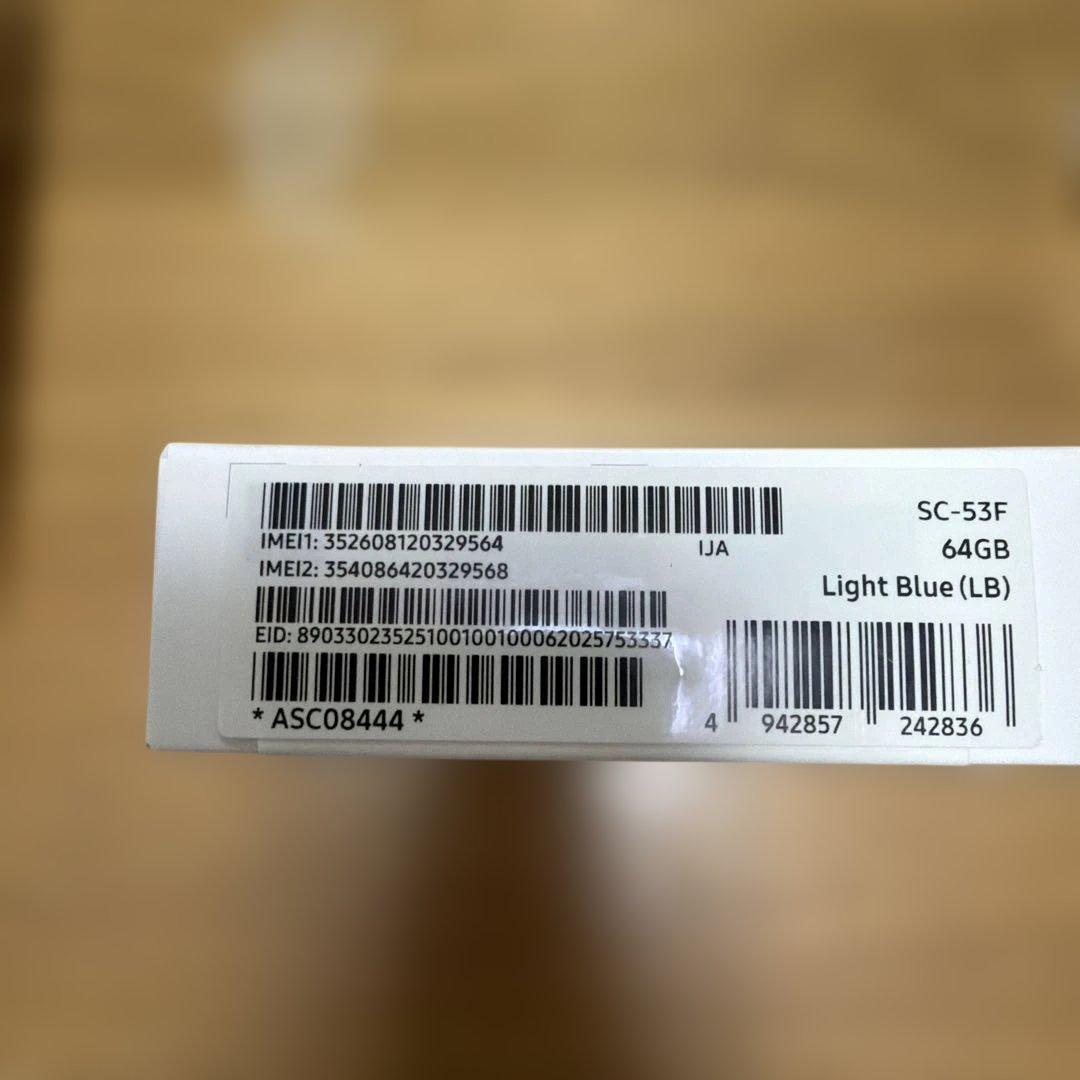 IMEI1: 352608120329564
IJA
IMEI2: 354086420329568
EID: 89033023525100100100062025753337
* ASC08444 *
SC-53F
64GB
Light Blue (LB)
4 942857 242836